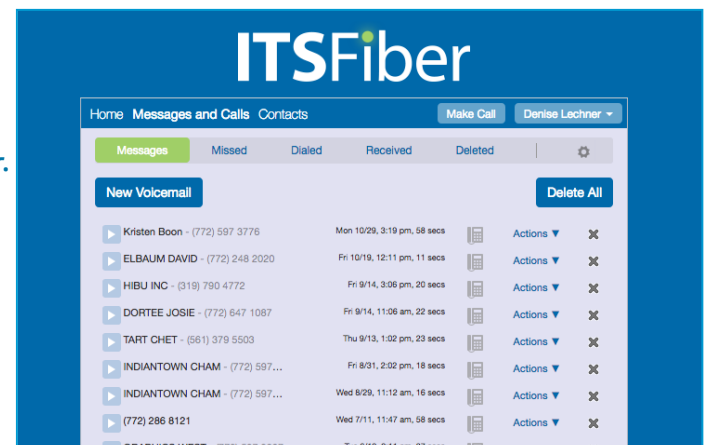 r.
ITSFiber
Home Messages and Calls Contacts Make Call Denise Lechner
Messages Missed Dialed Received Deleted
New Voicemail Delete All
Kristen Boon - (772) 597 3776 Mon 10/29, 3:19 pm, 58 secs Actions ▼
ELBAUM DAVID - (772) 248 2020 Fri 10/19, 12:11 pm, 11 secs Actions ▼
HIBU INC - (319) 790 4772 Fri 9/14, 3:06 pm, 20 secs Actions ▼
DORTEE JOSIE - (772) 647 1087 Fri 9/14, 11:06 am, 22 secs Actions ▼
TART CHET - (561) 379 5503 Thu 9/13, 1:02 pm, 23 secs Actions ▼
INDIANTOWN CHAM - (772) 597... Fri 8/31, 2:02 pm, 18 secs Actions ▼
INDIANTOWN CHAM - (772) 597... Wed 8/29, 11:12 am, 16 secs Actions ▼
(772) 286 8121 Wed 7/11, 11:47 am, 58 secs Actions ▼